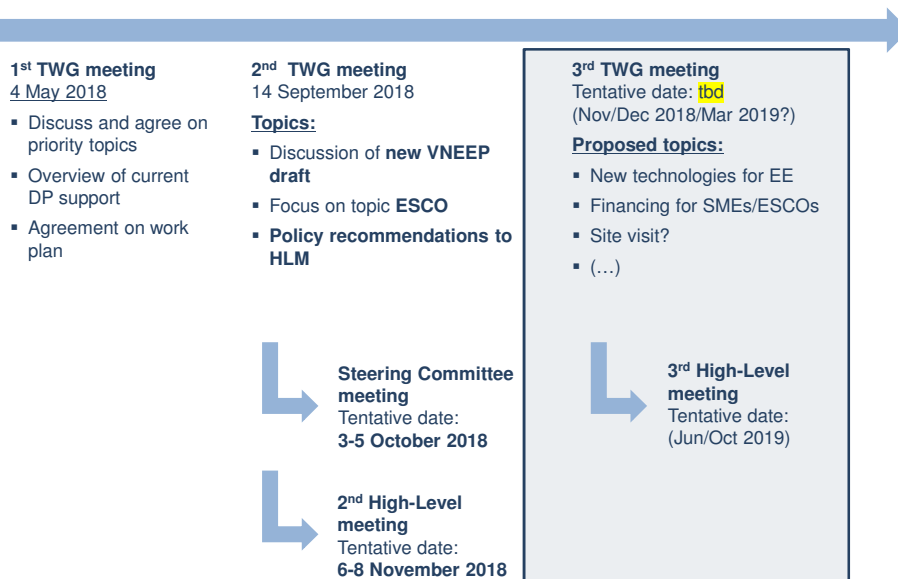 1st TWG meeting
4 May 2018
▪ Discuss and agree on
priority topics
▪ Overview of current
DP support
▪ Agreement on work
plan
2nd TWG meeting
14 September 2018
Topics:
▪ Discussion of new VNEEP
draft
▪ Focus on topic ESCO
▪ Policy recommendations to
HLM
Steering Committee
meeting
Tentative date:
3-5 October 2018
2nd High-Level
meeting
Tentative date:
6-8 November 2018
3rd TWG meeting
Tentative date: tbd
(Nov/Dec 2018/Mar 2019?)
Proposed topics:
▪ New technologies for EE
▪ Financing for SMEs/ESCOs
▪ Site visit?
▪ (…)
3rd High-Level
meeting
Tentative date:
(Jun/Oct 2019)